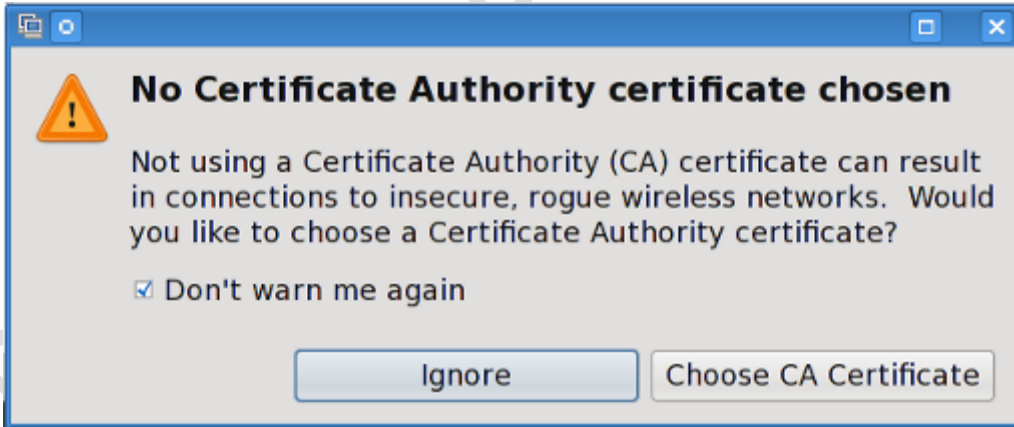 No Certificate Authority certificate chosen
Not using a Certificate Authority (CA) certificate can result
in connections to insecure, rogue wireless networks.  Would
you like to choose a Certificate Authority certificate?
Don't warn me again
Ignore
Choose CA Certificate